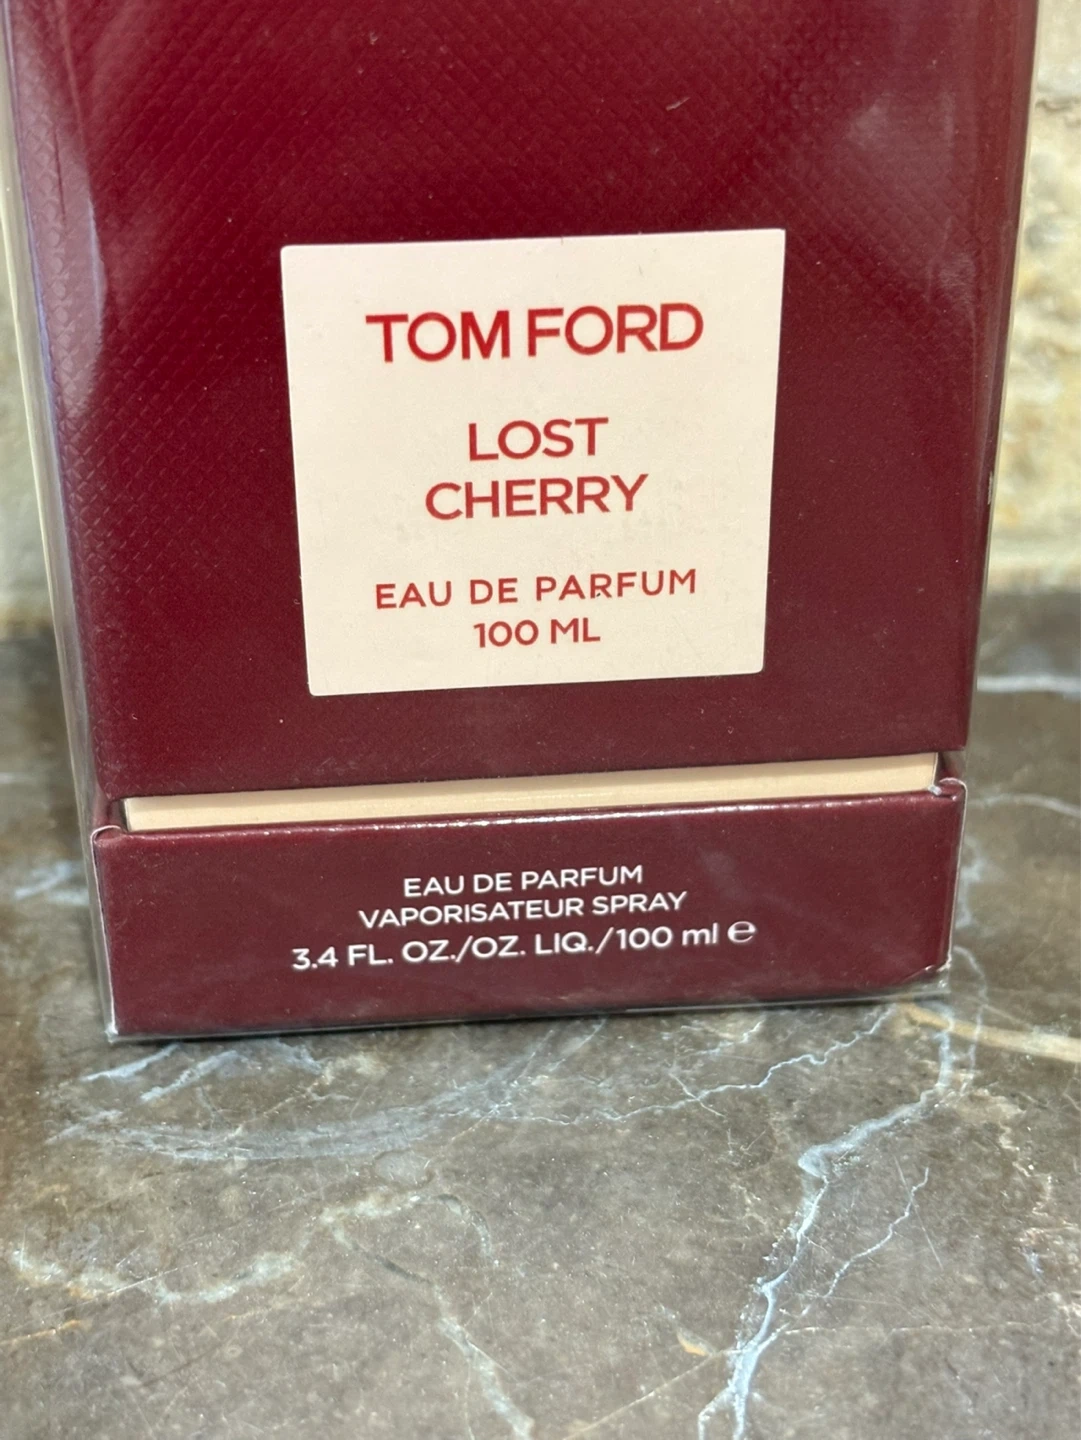 TOM FORD
LOST
CHERRY
EAU DE PARFUM
100 ML
EAU DE PARFUM
VAPORISATEUR SPRAY
3.4 FL. OZ./OZ. LIQ./100 ml ℮